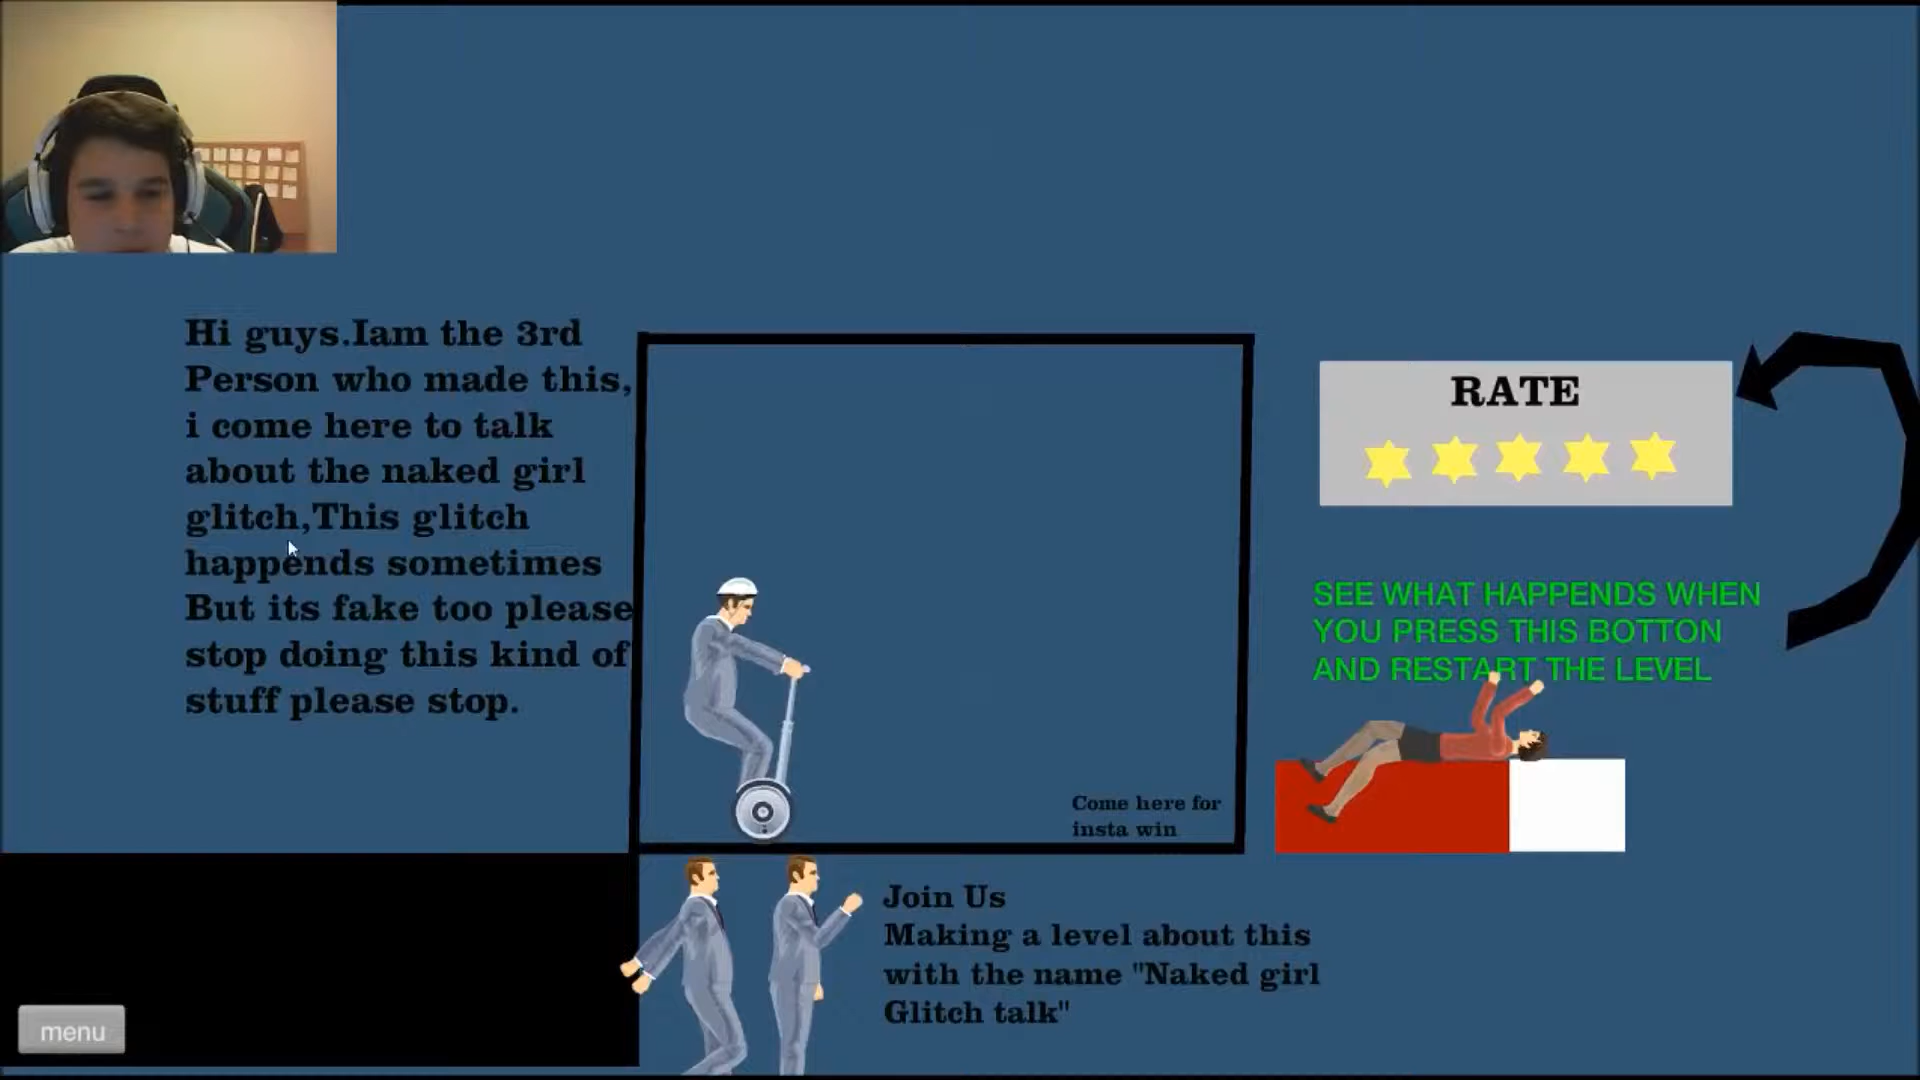 Hi guys.Iam the 3rd
Person who made this,
i come here to talk
about the naked girl
glitch,This glitch
happends sometimes
But its fake too please
stop doing this kind of
stuff please stop.
RATE
SEE WHAT HAPPENDS WHEN
YOU PRESS THIS BOTTON
AND RESTART THE LEVEL
Come here for
insta win
Join Us
Making a level about this
with the name "Naked girl
Glitch talk"
menu